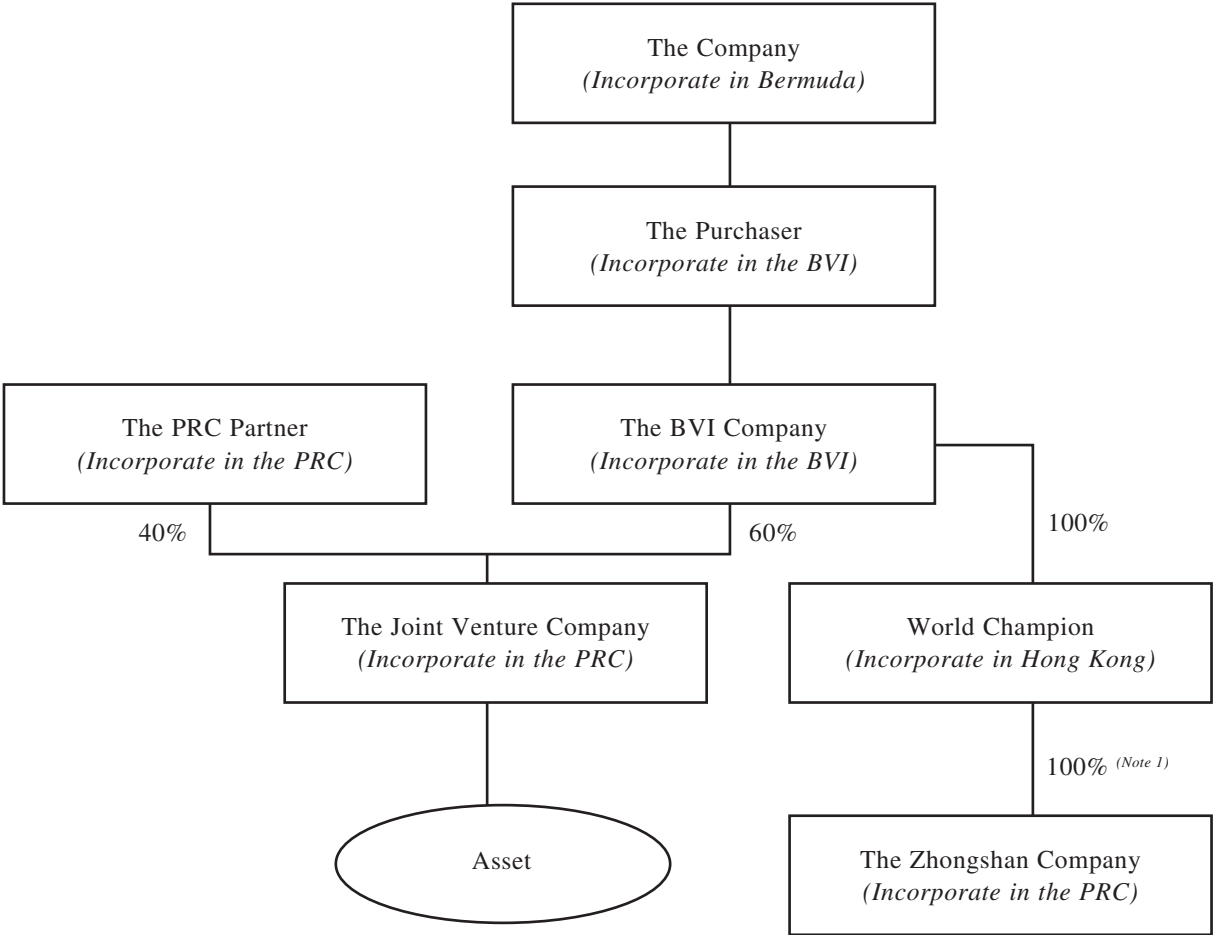 The Company
(Incorporate in Bermuda)
The Purchaser
(Incorporate in the BVI)
The PRC Partner
(Incorporate in the PRC)
The BVI Company
(Incorporate in the BVI)
40%
60%
100%
The Joint Venture Company
(Incorporate in the PRC)
World Champion
(Incorporate in Hong Kong)
100% (Note 1)
Asset
The Zhongshan Company
(Incorporate in the PRC)